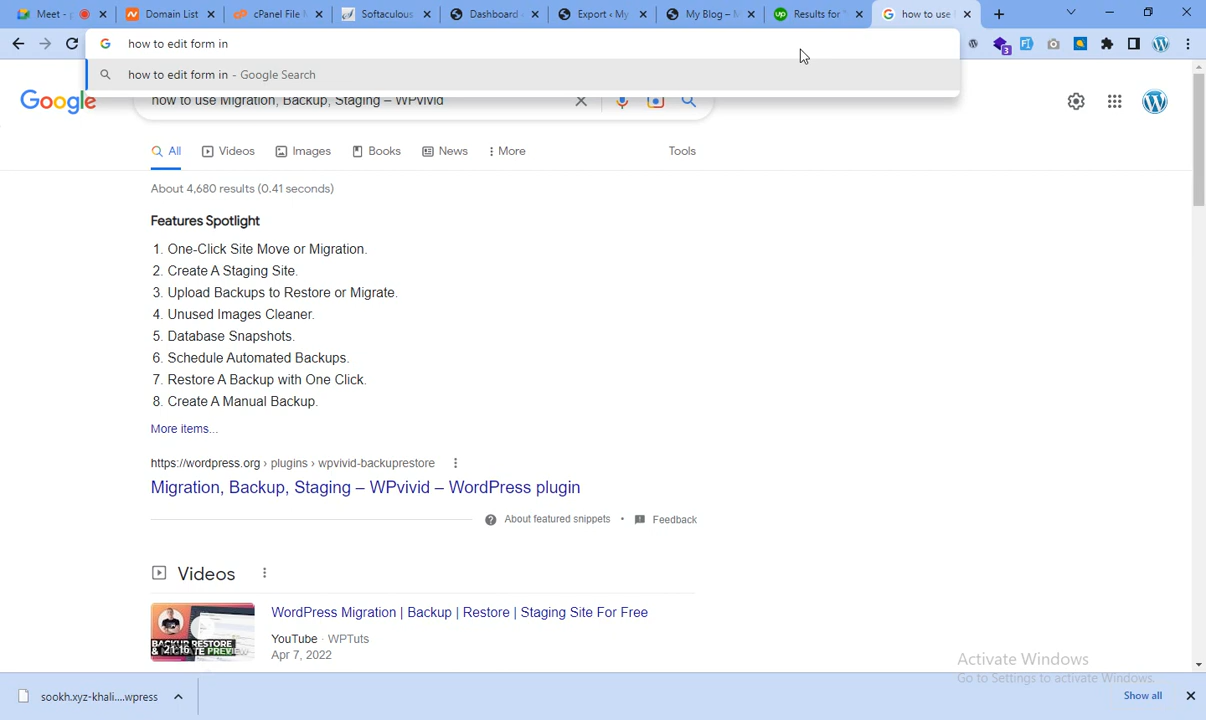 Meet - 
Domain List
cPanel File
Softaculous
Dashboard
Export ‹ My
My Blog –
Results for
how to use
how to edit form in
how to edit form in - Google Search
Google
how to use Migration, Backup, Staging – WPvivid
All
Videos
Images
Books
News
More
Tools
About 4,680 results (0.41 seconds)
Features Spotlight
1. One-Click Site Move or Migration.
2. Create A Staging Site.
3. Upload Backups to Restore or Migrate.
4. Unused Images Cleaner.
5. Database Snapshots.
6. Schedule Automated Backups.
7. Restore A Backup with One Click.
8. Create A Manual Backup.
More items...
https://wordpress.org › plugins › wpvivid-backuprestore
Migration, Backup, Staging – WPvivid – WordPress plugin
About featured snippets • Feedback
Videos
WordPress Migration | Backup | Restore | Staging Site For Free
YouTube · WPTuts
Apr 7, 2022
BACKUP RESTORE
21:16
Activate Windows
Go to Settings to activate Windows.
sookh.xyz-khali....wpress
Show all